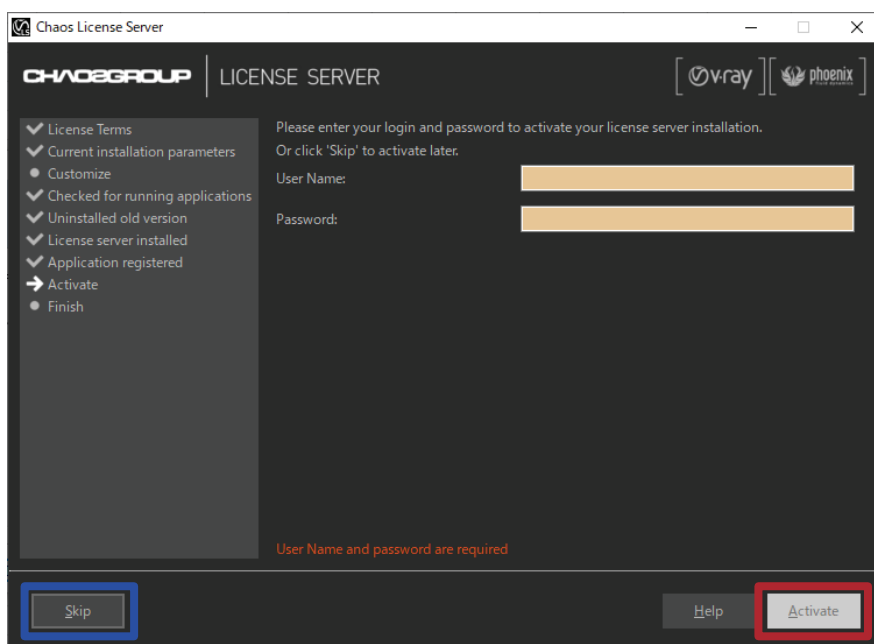 Chaos License Server
CHAOSGROUP LICENSE SERVER
v·ray phoenix
License Terms
Current installation parameters
Customize
Checked for running applications
Uninstalled old version
License server installed
Application registered
Activate
Finish
Please enter your login and password to activate your license server installation.
Or click 'Skip' to activate later.
User Name:
Password:
User Name and password are required
Skip
Help
Activate